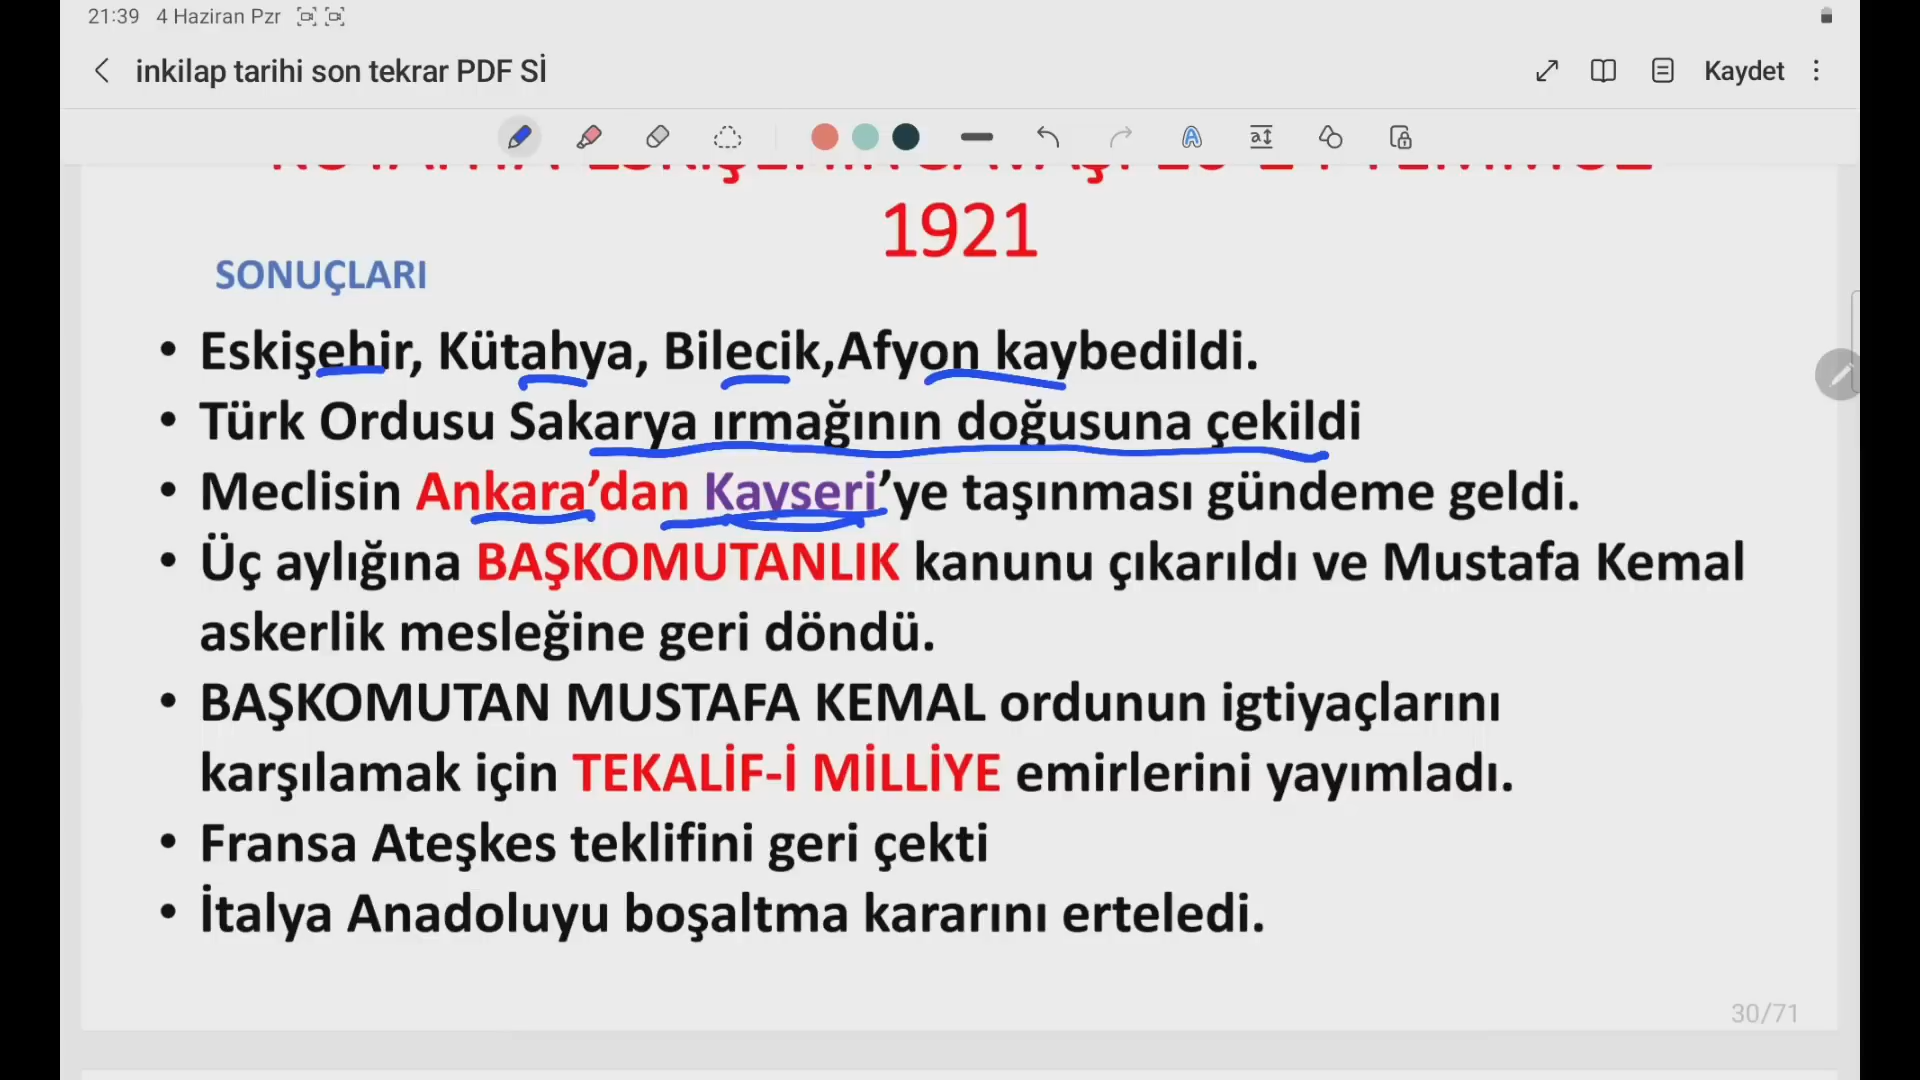 21:39 4 Haziran Pzr
inkilap tarihi son tekrar PDF Sİ
Kaydet
1921
SONUÇLARI
• Eskişehir, Kütahya, Bilecik,Afyon kaybedildi.
• Türk Ordusu Sakarya ırmağının doğusuna çekildi
• Meclisin Ankara’dan Kayseri’ye taşınması gündeme geldi.
• Üç aylığına BAŞKOMUTANLIK kanunu çıkarıldı ve Mustafa Kemal
askerlik mesleğine geri döndü.
• BAŞKOMUTAN MUSTAFA KEMAL ordunun igtiyaçlarını
karşılamak için TEKALİF-İ MİLLİYE emirlerini yayımladı.
• Fransa Ateşkes teklifini geri çekti
• İtalya Anadoluyu boşaltma kararını erteledi.
30/71